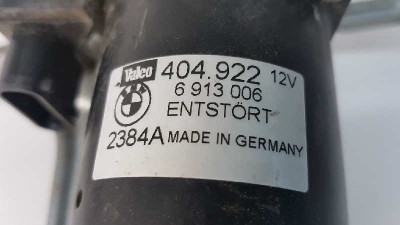 Valeo 404.922 12V
6 913 006
ENTSTÖRT
2384A MADE IN GERMANY